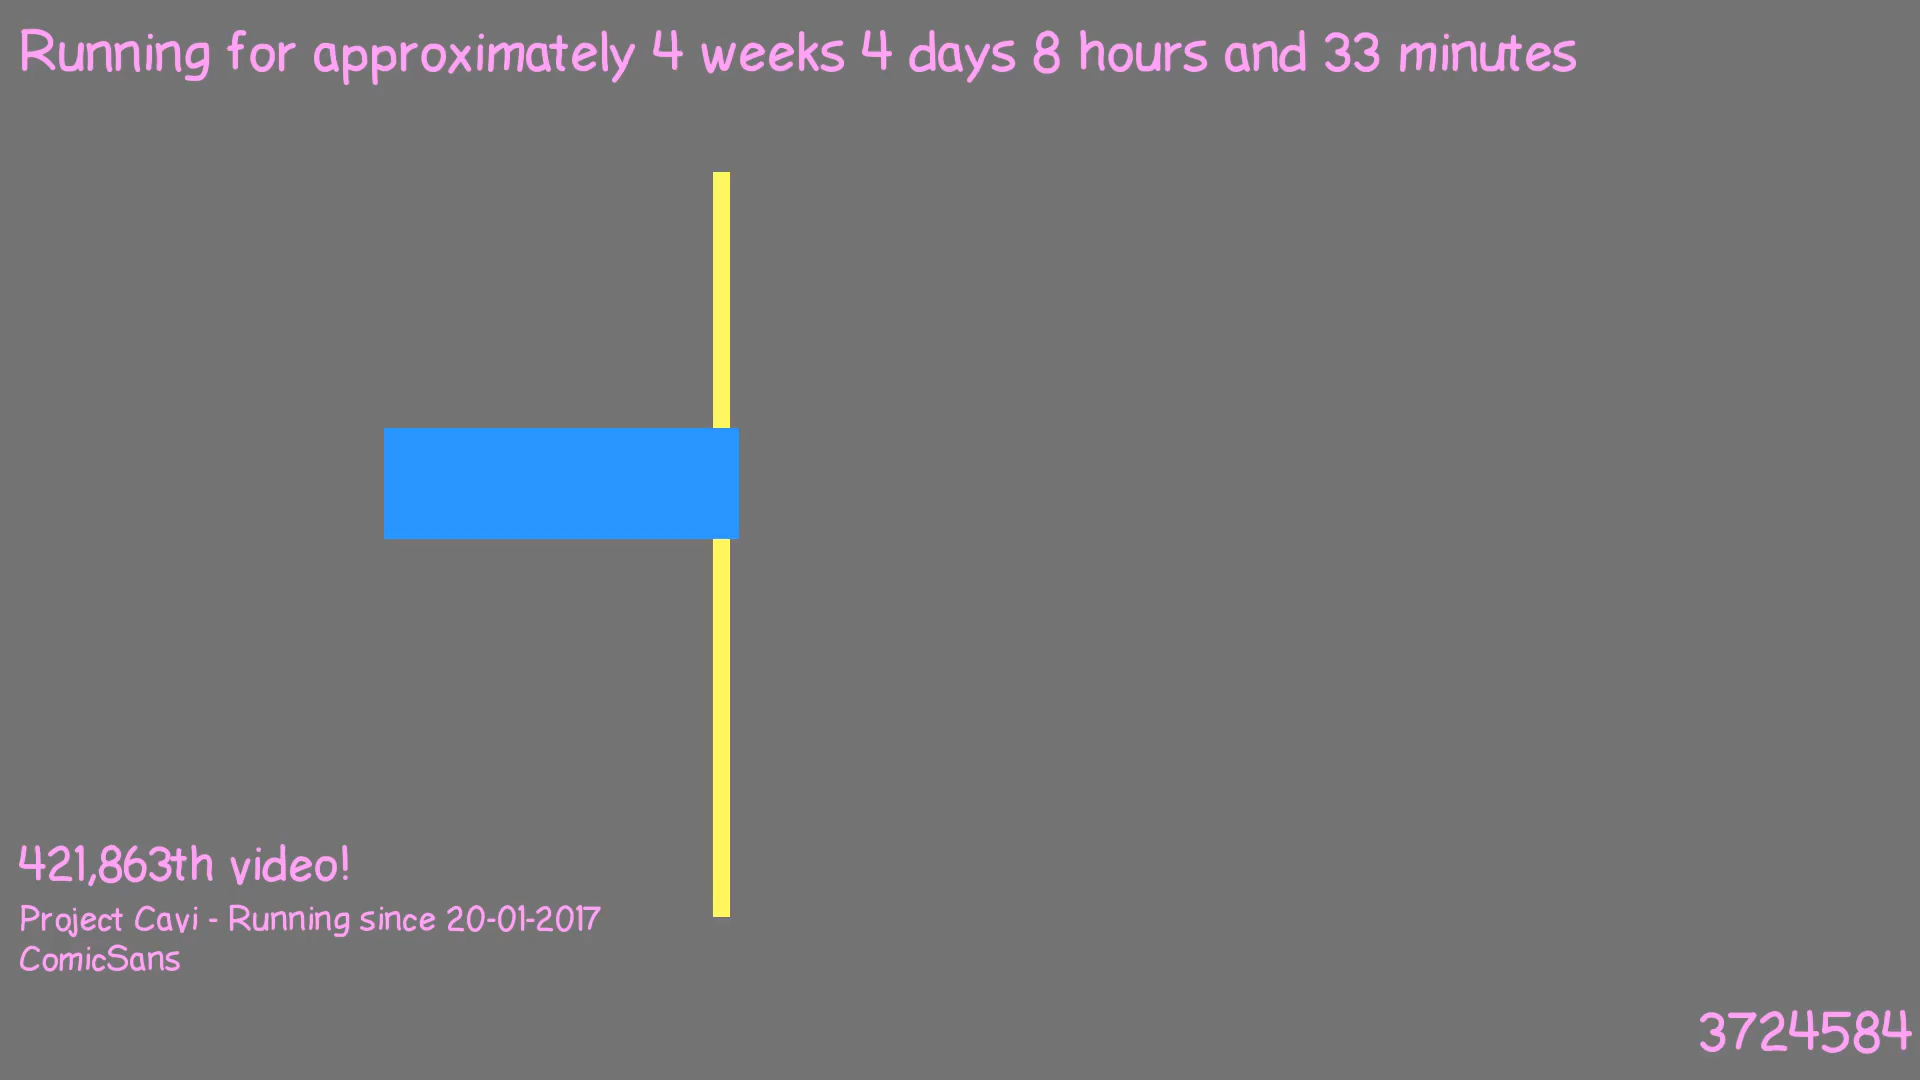 Running for approximately 4 weeks 4 days 8 hours and 33 minutes
421,863th video!
Project Cavi - Running since 20-01-2017
ComicSans
3724584